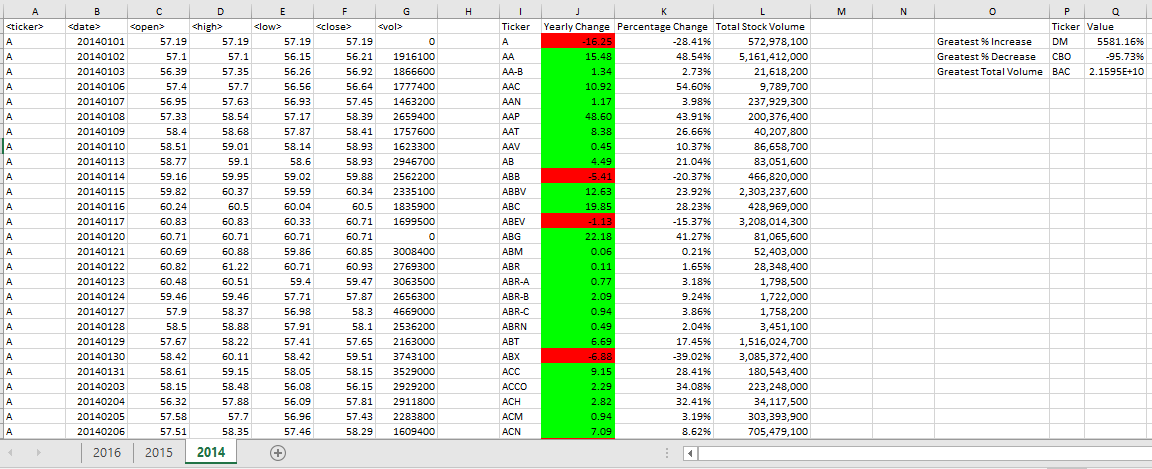 A B C D E F G H I J K L M N O P Q
<ticker> <date> <open> <high> <low> <close> <vol> Ticker Yearly Change Percentage Change Total Stock Volume Ticker Value
A 20140101 57.19 57.19 57.19 57.19 0 A -16.25 -28.41% 572,978,100 Greatest % Increase DM 5581.16%
A 20140102 57.1 57.1 56.15 56.21 1916100 AA 15.48 48.54% 5,161,412,000 Greatest % Decrease CBO -95.73%
A 20140103 56.39 57.35 56.26 56.92 1866600 AA-B 1.34 2.73% 21,618,200 Greatest Total Volume BAC 2.1595E+10
A 20140106 57.4 57.7 56.56 56.64 1777400 AAC 10.92 54.60% 9,789,700
A 20140107 56.95 57.63 56.93 57.45 1463200 AAN 1.17 3.98% 237,929,300
A 20140108 57.33 58.54 57.17 58.39 2659400 AAP 48.60 43.91% 200,376,400
A 20140109 58.4 58.68 57.87 58.41 1757600 AAT 8.38 26.66% 40,207,800
A 20140110 58.51 59.01 58.14 58.93 1623300 AAV 0.45 10.37% 86,658,700
A 20140113 58.77 59.1 58.6 58.93 2946700 AB 4.49 21.04% 83,051,600
A 20140114 59.16 59.95 59.02 59.88 2562200 ABB -5.41 -20.37% 466,820,000
A 20140115 59.82 60.37 59.59 60.34 2335100 ABBV 12.63 23.92% 2,303,237,600
A 20140116 60.24 60.5 60.04 60.5 1835900 ABC 19.85 28.23% 428,969,000
A 20140117 60.83 60.83 60.33 60.71 1699500 ABEV -1.13 -15.37% 3,208,014,300
A 20140120 60.71 60.71 60.71 60.71 0 ABG 22.18 41.27% 81,065,600
A 20140121 60.69 60.88 59.86 60.85 3008400 ABM 0.06 0.21% 52,403,000
A 20140122 60.82 61.22 60.71 60.93 2769300 ABR 0.11 1.65% 28,348,400
A 20140123 60.48 60.51 59.4 59.47 3063500 ABR-A 0.77 3.18% 1,798,500
A 20140124 59.46 59.46 57.71 57.87 2656300 ABR-B 2.09 9.24% 1,722,000
A 20140127 57.9 58.37 56.98 58.3 4669000 ABR-C 0.94 3.86% 1,758,200
A 20140128 58.5 58.88 57.91 58.1 2536200 ABRN 0.49 2.04% 3,451,100
A 20140129 57.67 58.22 57.41 57.65 2163000 ABT 6.69 17.45% 1,516,024,700
A 20140130 58.42 60.11 58.42 59.51 3743100 ABX -6.88 -39.02% 3,085,372,400
A 20140131 58.61 59.15 58.05 58.15 3529000 ACC 9.15 28.41% 180,543,400
A 20140203 58.15 58.48 56.08 56.15 2929200 ACCO 2.29 34.08% 223,248,000
A 20140204 56.32 57.88 56.09 57.81 2911800 ACH 2.82 32.41% 34,117,500
A 20140205 57.58 57.7 56.96 57.43 2283800 ACM 0.94 3.19% 303,393,900
A 20140206 57.51 58.35 57.46 58.29 1609400 ACN 7.09 8.62% 705,479,100
2016 2015 2014